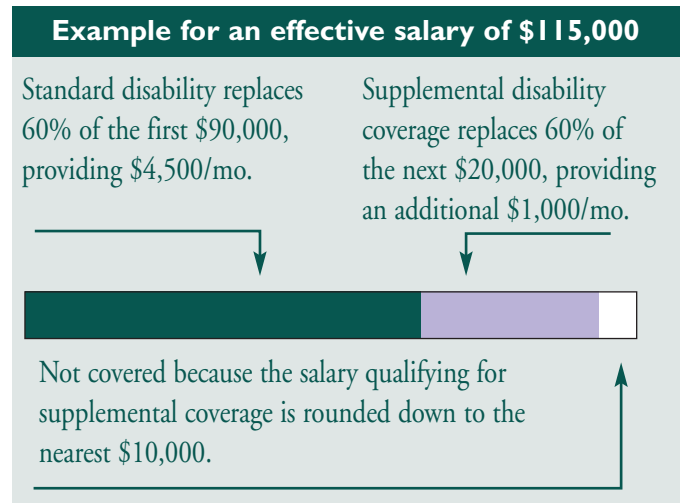 Example for an effective salary of $115,000
Standard disability replaces
60% of the first $90,000,
providing $4,500/mo.
Supplemental disability
coverage replaces 60% of
the next $20,000, providing
an additional $1,000/mo.
Not covered because the salary qualifying for
supplemental coverage is rounded down to the
nearest $10,000.